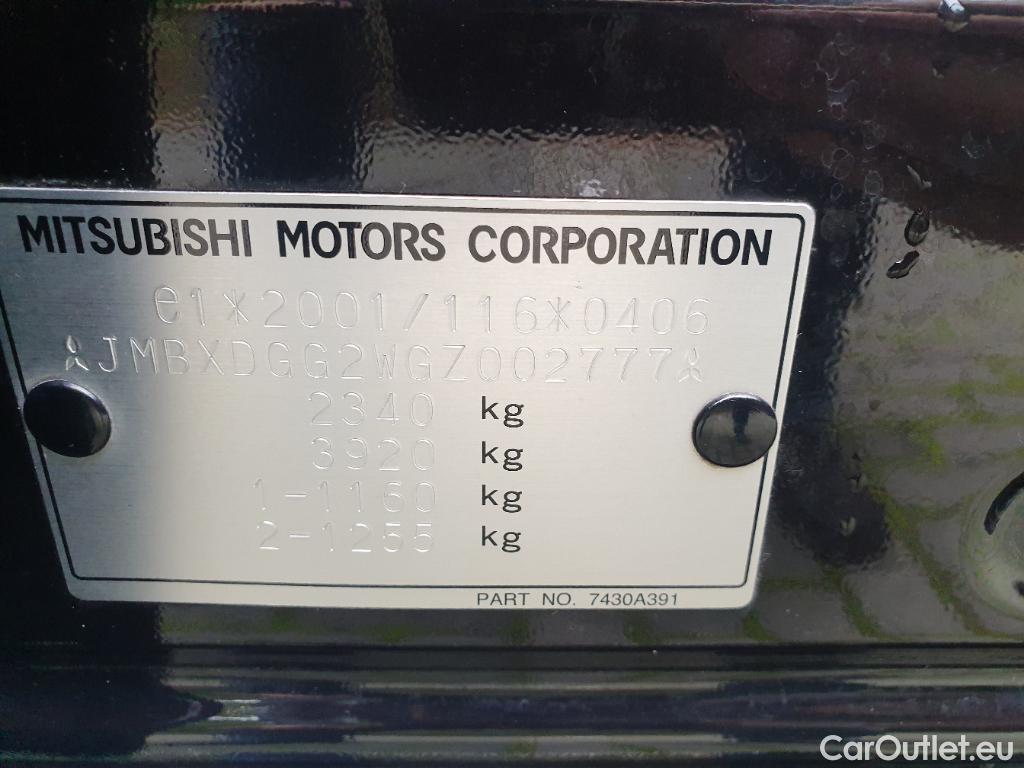 MITSUBISHI MOTORS CORPORATION
e1*2001/116*0406
JMBXDGG2WGZ002777
2340 kg
3920 kg
1-1160 kg
2-1255 kg
PART NO. 7430A391
CarOutlet.eu